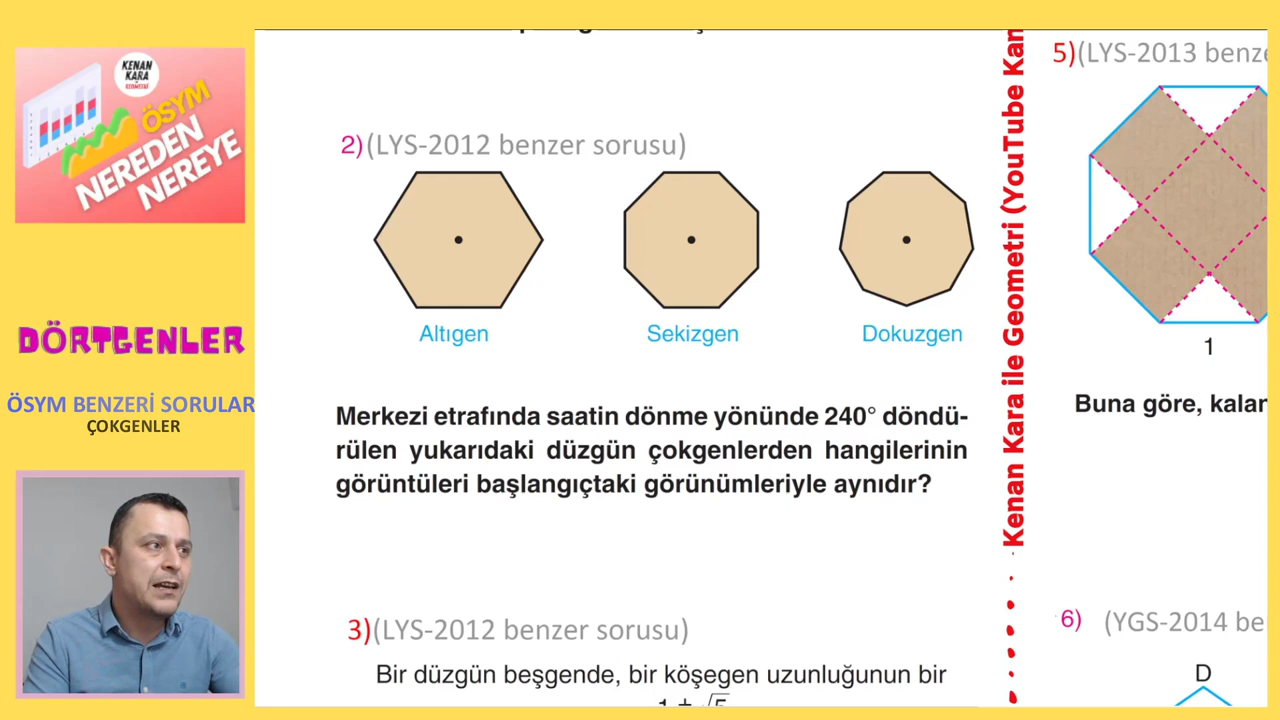 KENAN
KARA
ile
GEOMETRİ
ÖSYM
NEREDEN
NEREYE
DÖRTGENLER
ÖSYM BENZERİ SORULAR
ÇOKGENLER
2)(LYS-2012 benzer sorusu)
Altıgen
Sekizgen
Dokuzgen
Merkezi etrafında saatin dönme yönünde 240° döndü-
rülen yukarıdaki düzgün çokgenlerden hangilerinin
görüntüleri başlangıçtaki görünümleriyle aynıdır?
3)(LYS-2012 benzer sorusu)
Bir düzgün beşgende, bir köşegen uzunluğunun bir
Kenan Kara ile Geometri (YouTube Kan
5)(LYS-2013 benze
1
Buna göre, kalan
6) (YGS-2014 be
D